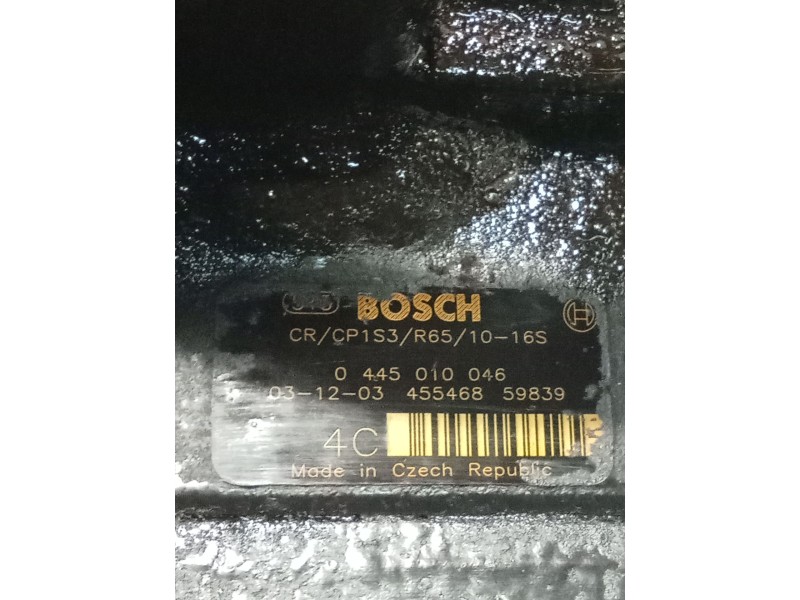 BOSCH
CR/CP1S3/R65/10-16S
0 445 010 046
03-12-03 455468 59839
4C
Made in Czech Republic